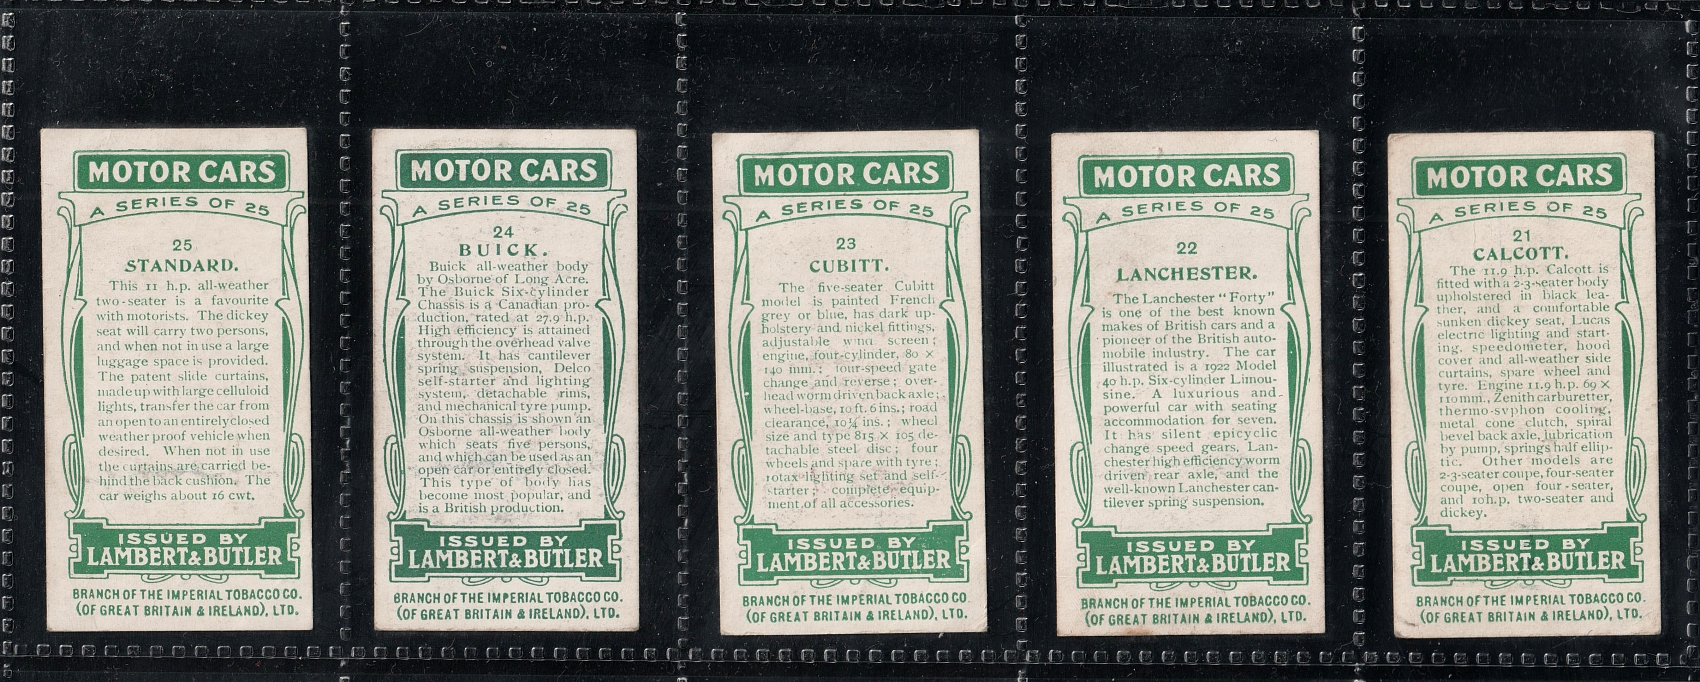 MOTOR CARS
A SERIES OF 25
25
STANDARD.
This 11 h.p. all-weather
two-seater is a favourite
with motorists. The dickey
seat will carry two persons,
and when not in use a large
luggage space is provided.
The patent slide curtains,
made up with large celluloid
lights, transfer the car from
an open to an entirely closed
weather proof vehicle when
desired. When not in use
the curtains are carried be-
hind the back cushion. The
car weighs about 16 cwt.
ISSUED BY
LAMBERT & BUTLER
BRANCH OF THE IMPERIAL TOBACCO CO.
(OF GREAT BRITAIN & IRELAND), LTD.
MOTOR CARS
A SERIES OF 25
24
BUICK.
Buick all-weather body
by Osborne of Long Acre.
The Buick Six-cylinder
Chassis is a Canadian pro-
duction, rated at 27.9 h.p.
High efficiency is attained
through the overhead valve
system. It has cantilever
spring suspension, Delco
self-starter and lighting
system, detachable rims,
and mechanical tyre pump.
On this chassis is shown an
Osborne all-weather body
which seats five persons,
and which can be used as an
open car or entirely closed.
This type of body has
become most popular, and
is a British production.
ISSUED BY
LAMBERT & BUTLER
BRANCH OF THE IMPERIAL TOBACCO CO.
(OF GREAT BRITAIN & IRELAND), LTD.
MOTOR CARS
A SERIES OF 25
23
CUBITT.
The five-seater Cubitt
model is painted French
grey or blue, has dark up-
holstery and nickel fittings,
adjustable wind screen;
engine, four-cylinder, 80 ×
140 mm.; four-speed gate
change and reverse; over-
head worm driven back axle;
wheel-base, 10 ft. 6 ins.; road
clearance, 10¼ ins.; wheel
size and type 815 × 105 de-
tachable steel disc; four
wheels and spare with tyre;
rotax lighting set and self-
starter; complete equip-
ment of all accessories.
ISSUED BY
LAMBERT & BUTLER
BRANCH OF THE IMPERIAL TOBACCO CO.
(OF GREAT BRITAIN & IRELAND), LTD.
MOTOR CARS
A SERIES OF 25
22
LANCHESTER.
The Lanchester "Forty"
is one of the best known
makes of British cars and a
pioneer of the British auto-
mobile industry. The car
illustrated is a 1922 Model
40 h.p. Six-cylinder Limou-
sine. A luxurious and
powerful car with seating
accommodation for seven.
It has silent epicyclic
change speed gears, Lan-
chester high efficiency worm
driven rear axle, and the
well-known Lanchester can-
tilever spring suspension.
ISSUED BY
LAMBERT & BUTLER
BRANCH OF THE IMPERIAL TOBACCO CO.
(OF GREAT BRITAIN & IRELAND), LTD.
MOTOR CARS
A SERIES OF 25
21
CALCOTT.
The 11.9 h.p. Calcott is
fitted with a 2-3-seater body
upholstered in black lea-
ther, and a comfortable
sunken dickey seat, Lucas
electric lighting and start-
ing, speedometer, hood
cover and all-weather side
curtains, spare wheel and
tyre. Engine 11.9 h.p. 69 ×
110 mm., Zenith carburetter,
thermo-syphon cooling,
metal cone clutch, spiral
bevel back axle, lubrication
by pump, springs half ellip-
tic. Other models are
2-3-seater coupe, four-seater
coupe, open four-seater,
and 10 h.p. two-seater and
dickey.
ISSUED BY
LAMBERT & BUTLER
BRANCH OF THE IMPERIAL TOBACCO CO.
(OF GREAT BRITAIN & IRELAND), LTD.